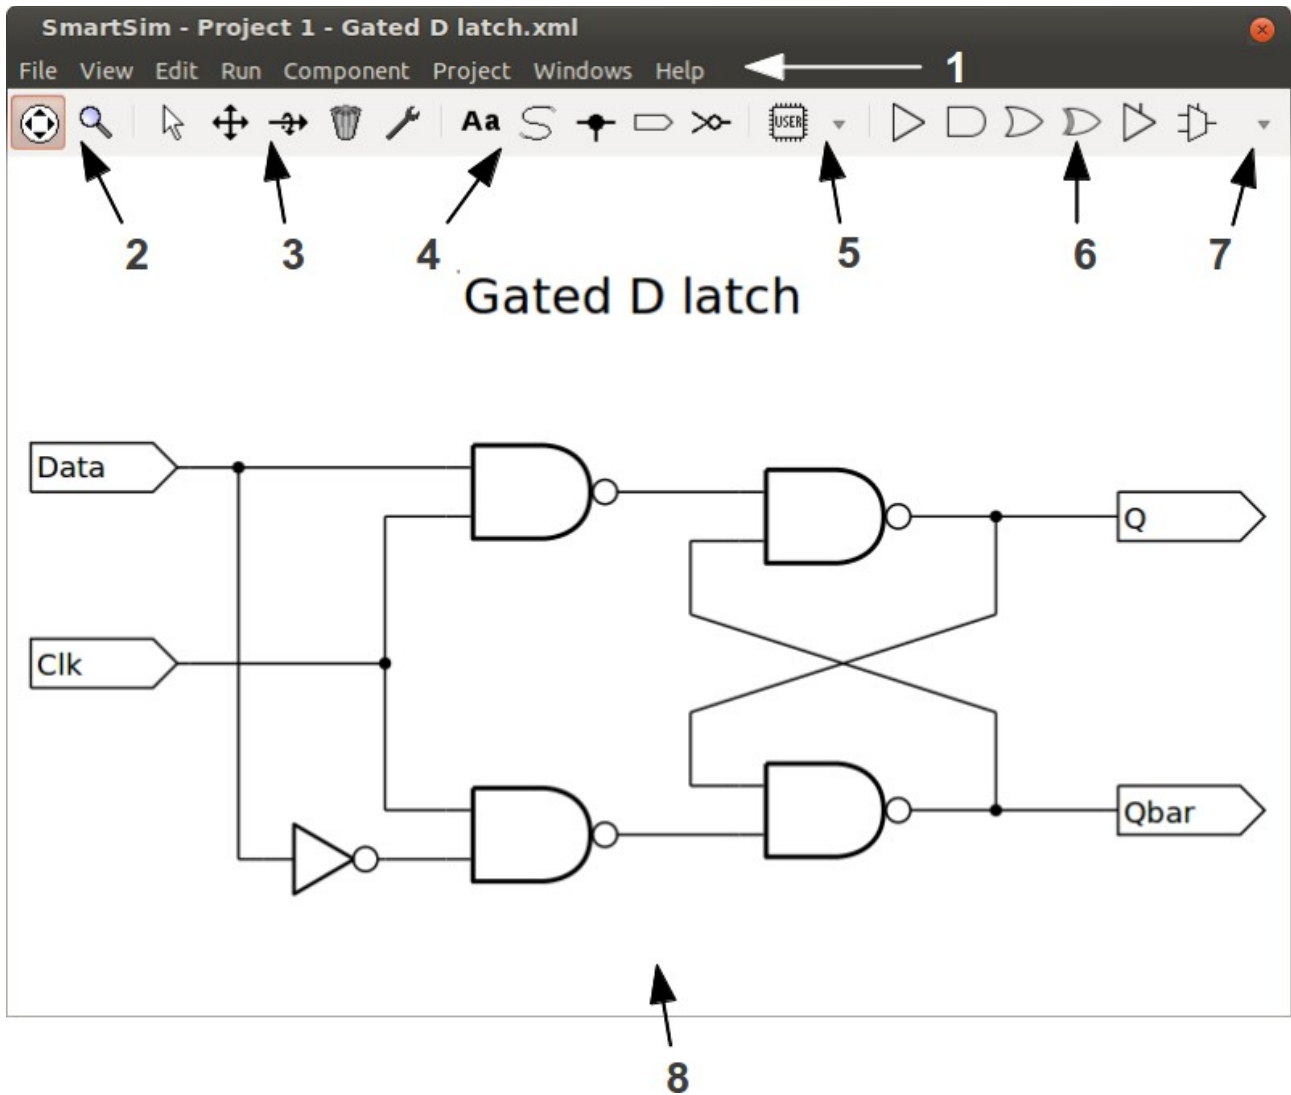 SmartSim - Project 1 - Gated D latch.xml
File View Edit Run Component Project Windows Help 1
Aa USER
2 3 4 5 6 7
Gated D latch
Data
Q
Clk
Qbar
8